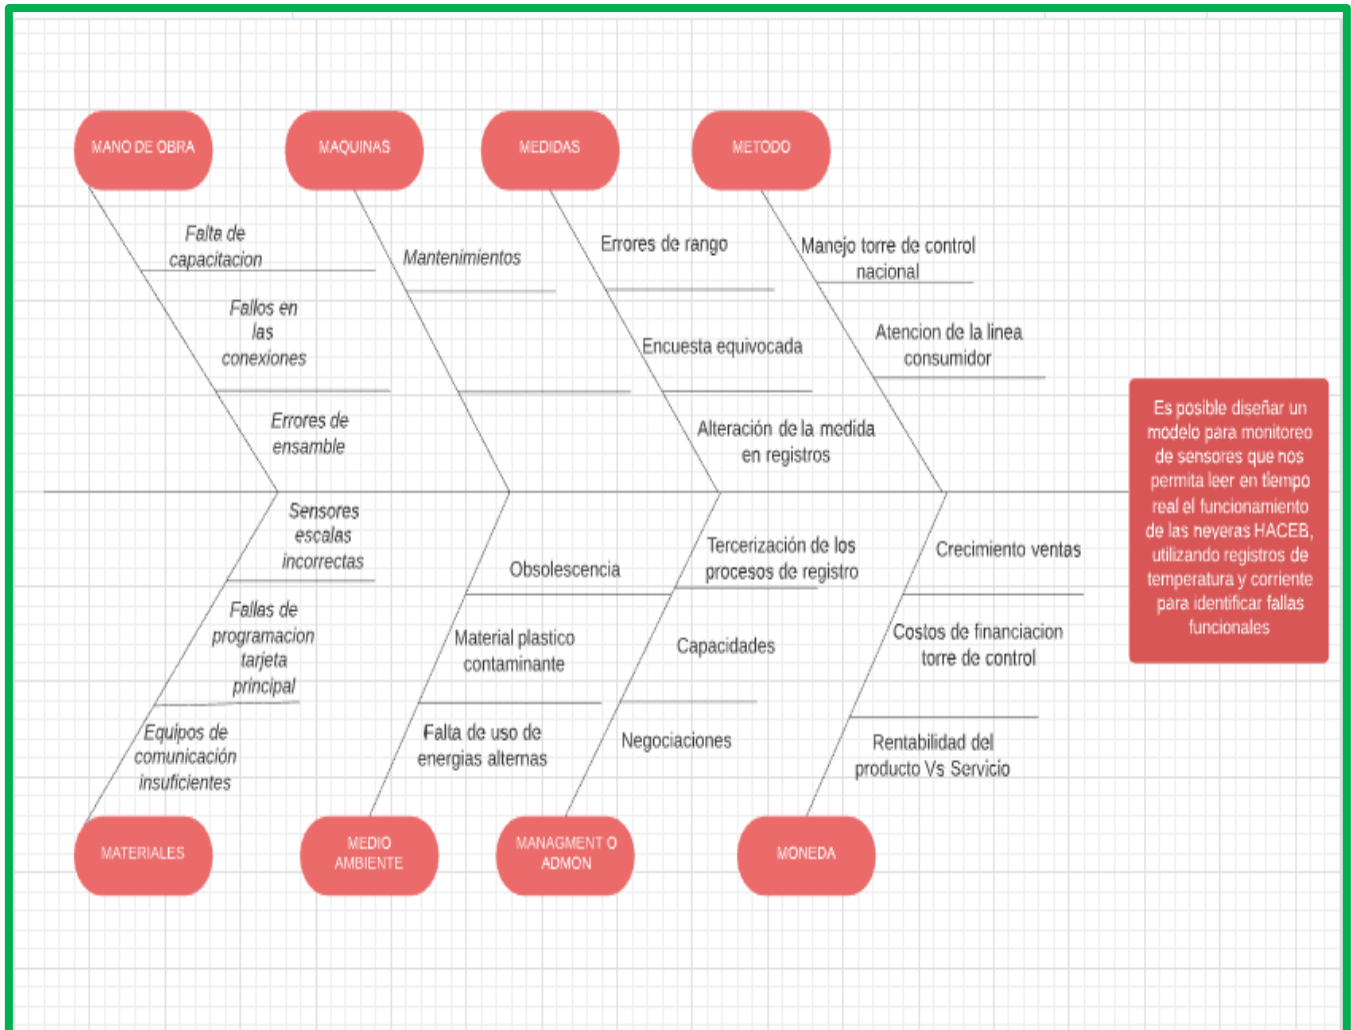 MANO DE OBRA
MAQUINAS
MEDIDAS
METODO
Falta de
capacitacion
Fallos en
las
conexiones
Errores de
ensamble
Mantenimientos
Errores de rango
Encuesta equivocada
Alteración de la medida
en registros
Manejo torre de control
nacional
Atencion de la linea
consumidor
Es posible diseñar un
modelo para monitoreo
de sensores que nos
permita leer en tiempo
real el funcionamiento
de las neveras HACEB,
utilizando registros de
temperatura y corriente
para identificar fallas
funcionales
Sensores
escalas
incorrectas
Fallas de
programacion
tarjeta
principal
Equipos de
comunicación
insuficientes
Obsolescencia
Material plastico
contaminante
Falta de uso de
energias alternas
Tercerización de los
procesos de registro
Capacidades
Negociaciones
Crecimiento ventas
Costos de financiacion
torre de control
Rentabilidad del
producto Vs Servicio
MATERIALES
MEDIO
AMBIENTE
MANAGMENT O
ADMON
MONEDA